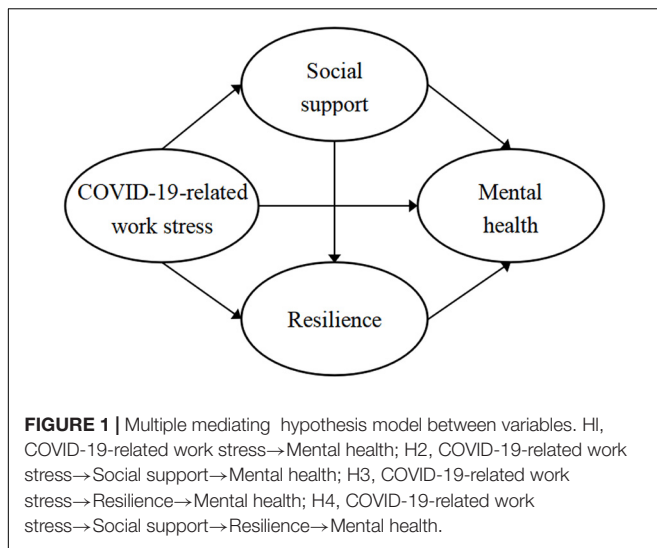 Social
support
COVID-19-related
work stress
Mental
health
Resilience
FIGURE 1 | Multiple mediating hypothesis model between variables. Hl,
COVID-19-related work stress→Mental health; H2, COVID-19-related work
stress→Social support→Mental health; H3, COVID-19-related work
stress→Resilience→Mental health; H4, COVID-19-related work
stress→Social support→Resilience→Mental health.